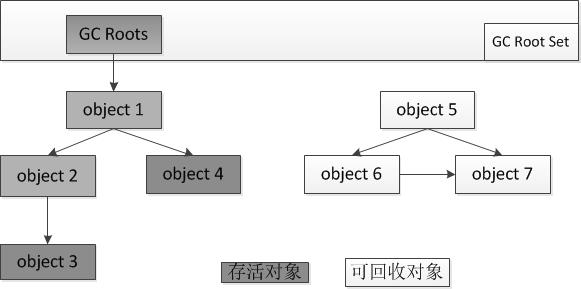 GC Roots
GC Root Set
object 1
object 5
object 2
object 4
object 6
object 7
object 3
存活对象
可回收对象